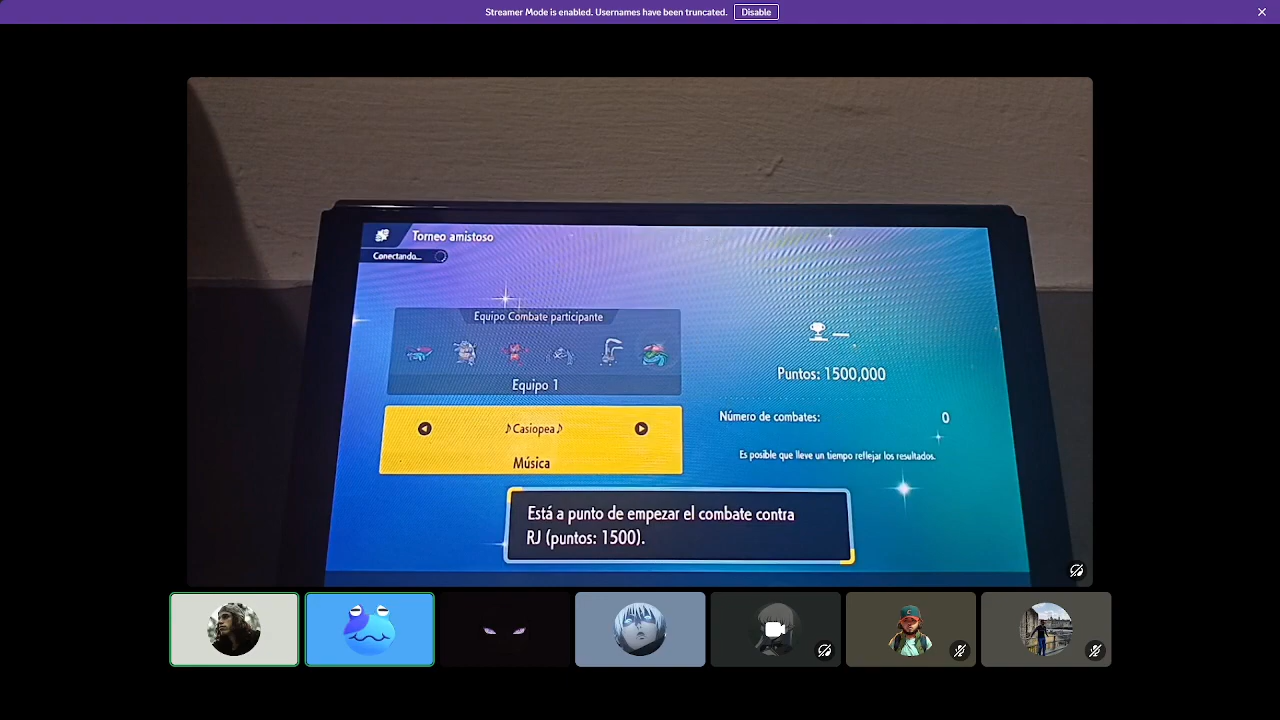 Streamer Mode is enabled. Usernames have been truncated. Disable
Torneo amistoso
Conectando...
Equipo Combate participante
Equipo 1
♪Casiopea♪
Música
Puntos: 1500,000
Número de combates: 0
Es posible que lleve un tiempo reflejar los resultados.
Está a punto de empezar el combate contra
RJ (puntos: 1500).